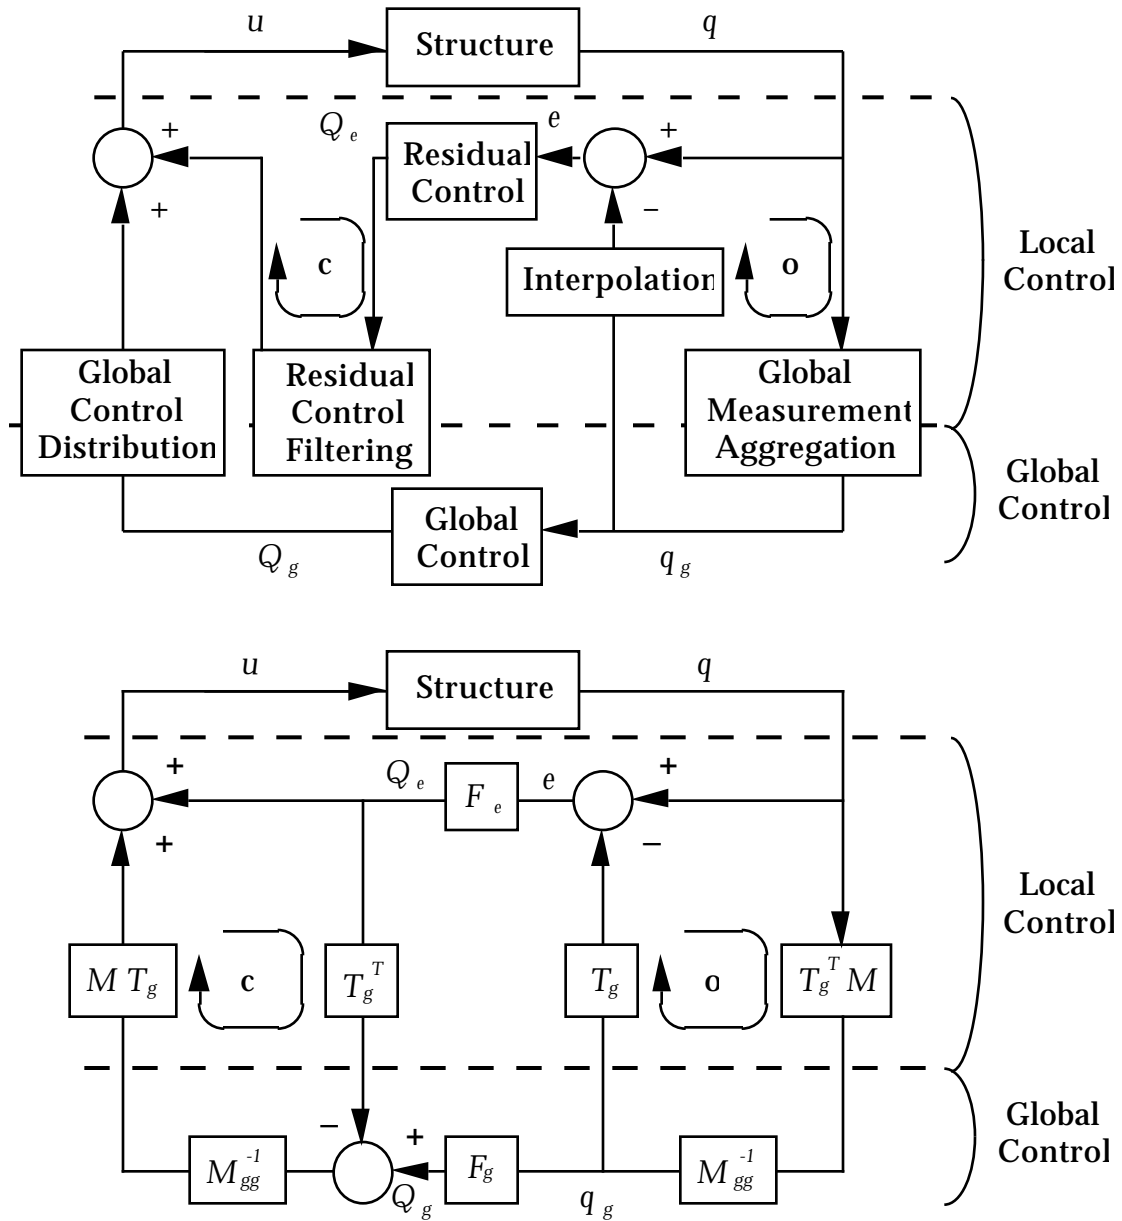 u
Structure
q
Q e
e
+
+
Residual
Control
+
−
c
Interpolation
o
Local
Control
Global
Control
Distribution
Residual
Control
Filtering
Global
Measurement
Aggregation
Global
Control
Global
Control
Q g
q g
u
Structure
q
+
Q e
F e
e
+
+
−
Local
Control
M T g
c
T g T
T g
o
T g T M
−
+
Global
Control
M gg -1
F g
M gg -1
Q g
q g